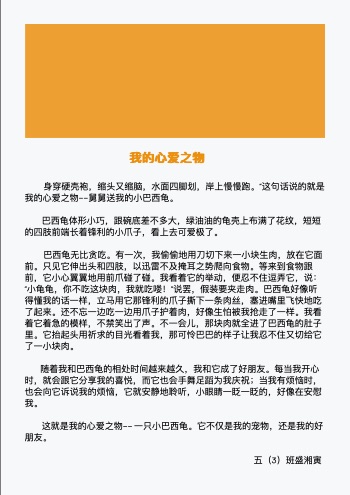 我的心爱之物
身穿硬壳袍，缩头又缩脑，水面四脚划，岸上慢慢跑。"这句话说的就是
我的心爱之物--舅舅送我的小巴西龟。
巴西龟体形小巧，跟碗底差不多大，绿油油的龟壳上布满了花纹，短短
的四肢前端长着锋利的小爪子，看上去可爱极了。
巴西龟无比贪吃。有一次，我偷偷地用刀切下来一小块生肉，放在它面
前。只见它伸出头和四肢，以迅雷不及掩耳之势爬向食物。等来到食物跟
前，它小心翼翼地用前爪碰了碰。我看着它的举动，便忍不住逗弄它，说：
"小龟龟，你不吃这块肉，我就吃喽！"说罢，假装要夹走肉。巴西龟好像听
得懂我的话一样，立马用它那锋利的爪子撕下一条肉丝，塞进嘴里飞快地吃
了起来。还不忘一边吃一边用爪子护着肉，好像生怕被我抢走了一样。我看
着它着急的模样，不禁笑出了声。不一会儿，那块肉就全进了巴西龟的肚子
里。它抬起头用祈求的目光看着我，那可怜巴巴的样子让我忍不住又切给它
了一小块肉。
随着我和巴西龟的相处时间越来越久，我和它成了好朋友。每当我开心
时，就会跟它分享我的喜悦，而它也会手舞足蹈为我庆祝；当我有烦恼时，
也会向它诉说我的烦恼，它就安静地聆听，小眼睛一眨一眨的，好像在安慰
我。
这就是我的心爱之物--一只小巴西龟。它不仅是我的宠物，还是我的好
朋友。
五（3）班盛湘寅